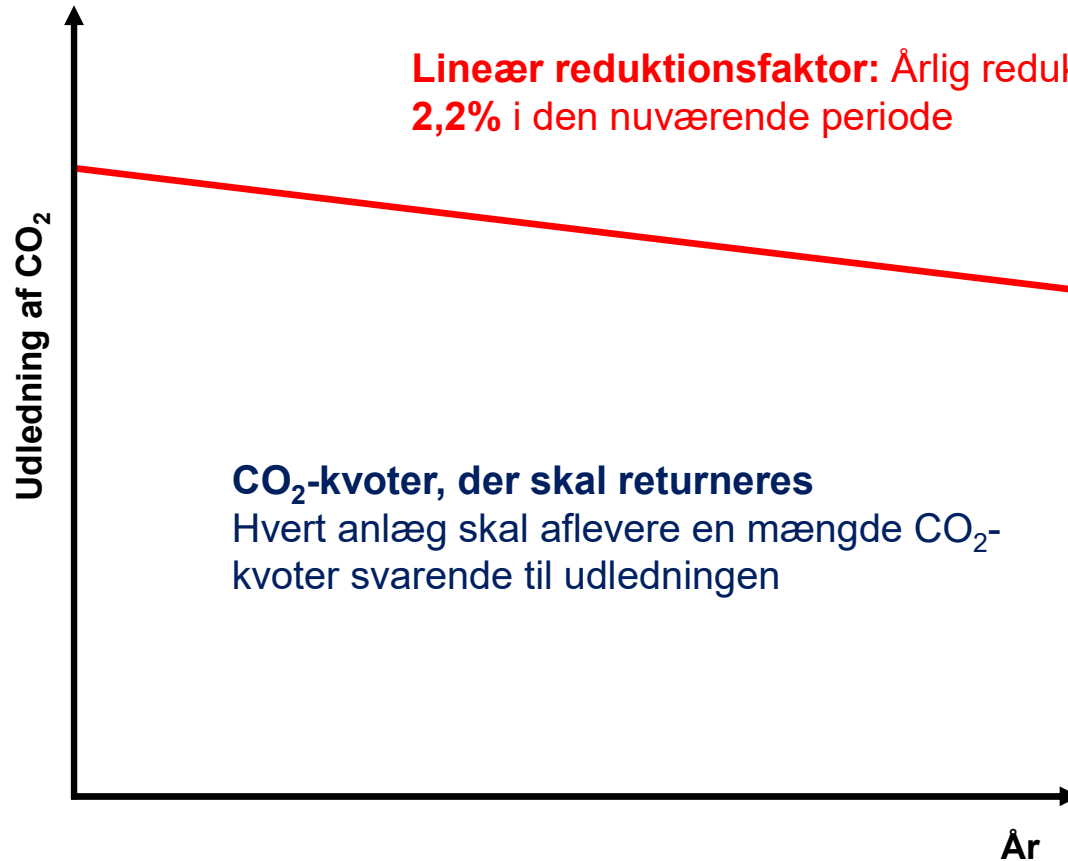 Lineær reduktionsfaktor: Årlig reduk
2,2% i den nuværende periode
Udledning af CO₂
CO₂-kvoter, der skal returneres
Hvert anlæg skal aflevere en mængde CO₂-
kvoter svarende til udledningen
År